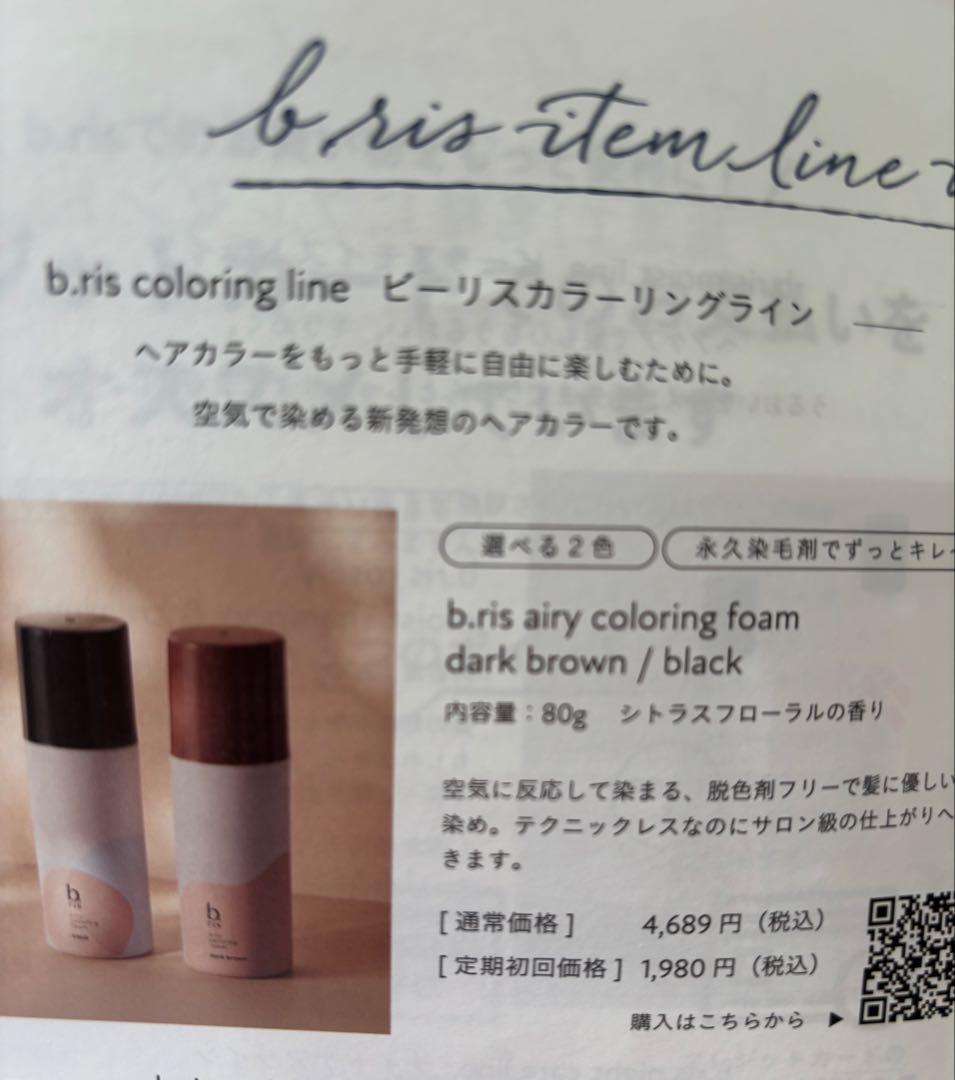 b.ris item line
b.ris coloring line ビーリスカラーリングライン
ヘアカラーをもっと手軽に自由に楽しむために。
空気で染める新発想のヘアカラーです。
選べる2色 永久染毛剤でずっとキレ
b.ris airy coloring foam
dark brown / black
内容量：80g シトラスフローラルの香り
空気に反応して染まる、脱色剤フリーで髪に優しい
染め。テクニックレスなのにサロン級の仕上がりへ
きます。
[ 通常価格 ] 4,689 円（税込）
[ 定期初回価格 ] 1,980 円（税込）
購入はこちらから ▶
b.
ris
b.
ris
dark brown